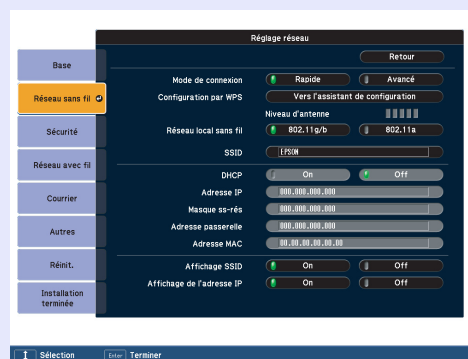 Réglage réseau
Retour
Base
Réseau sans fil
Sécurité
Réseau avec fil
Courrier
Autres
Réinit.
Installation
terminée
Mode de connexion Rapide Avancé
Configuration par WPS Vers l'assistant de configuration
Niveau d'antenne
Réseau local sans fil 802.11g/b 802.11a
SSID EPSON
DHCP On Off
Adresse IP 000.000.000.000
Masque ss-rés 000.000.000.000
Adresse passerelle 000.000.000.000
Adresse MAC 00.00.00.00.00.00
Affichage SSID On Off
Affichage de l'adresse IP On Off
Sélection Enter Terminer